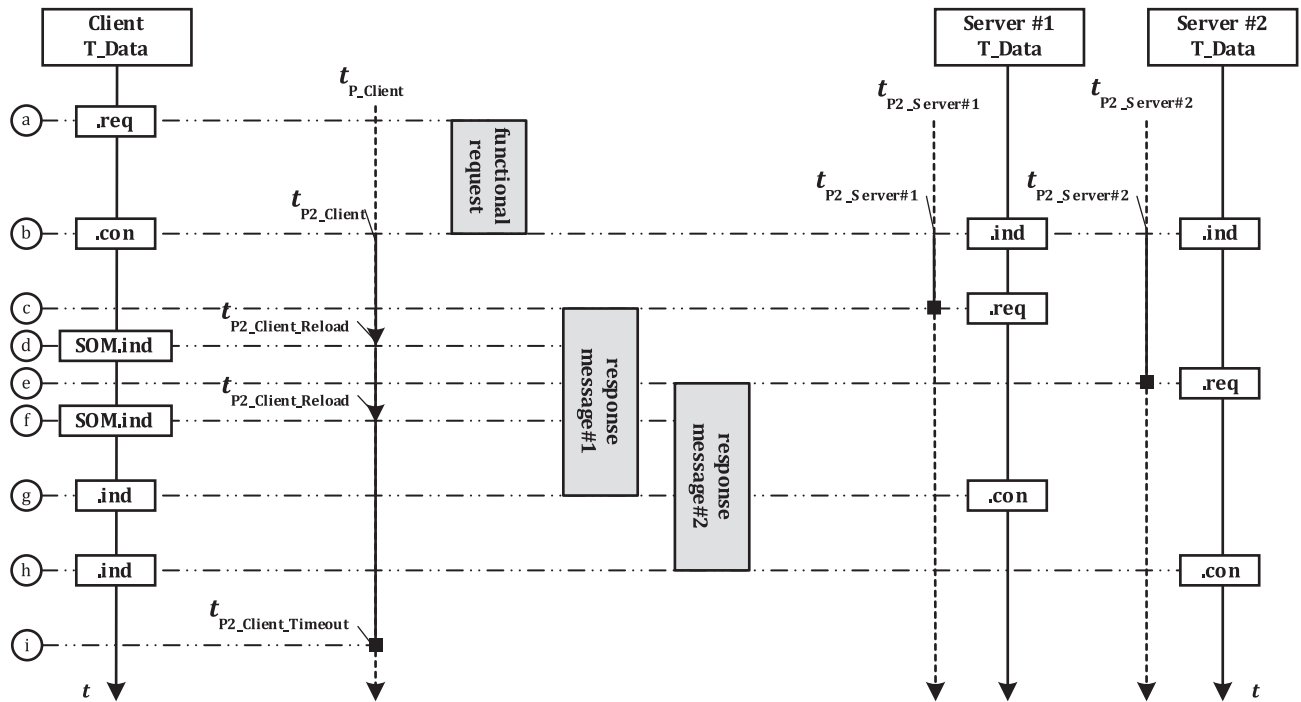 Client
T_Data
Server #1
T_Data
Server #2
T_Data
t P_Client
t P2_Server#1
t P2_Server#2
a
.req
functional
request
t P2_Client
t P2_Server#1
t P2_Server#2
b
.con
.ind
.ind
c
.req
t P2_Client_Reload
d
SOM.ind
response
message#1
e
.req
t P2_Client_Reload
f
SOM.ind
response
message#2
g
.ind
.con
h
.ind
.con
t P2_Client_Timeout
i
t
t